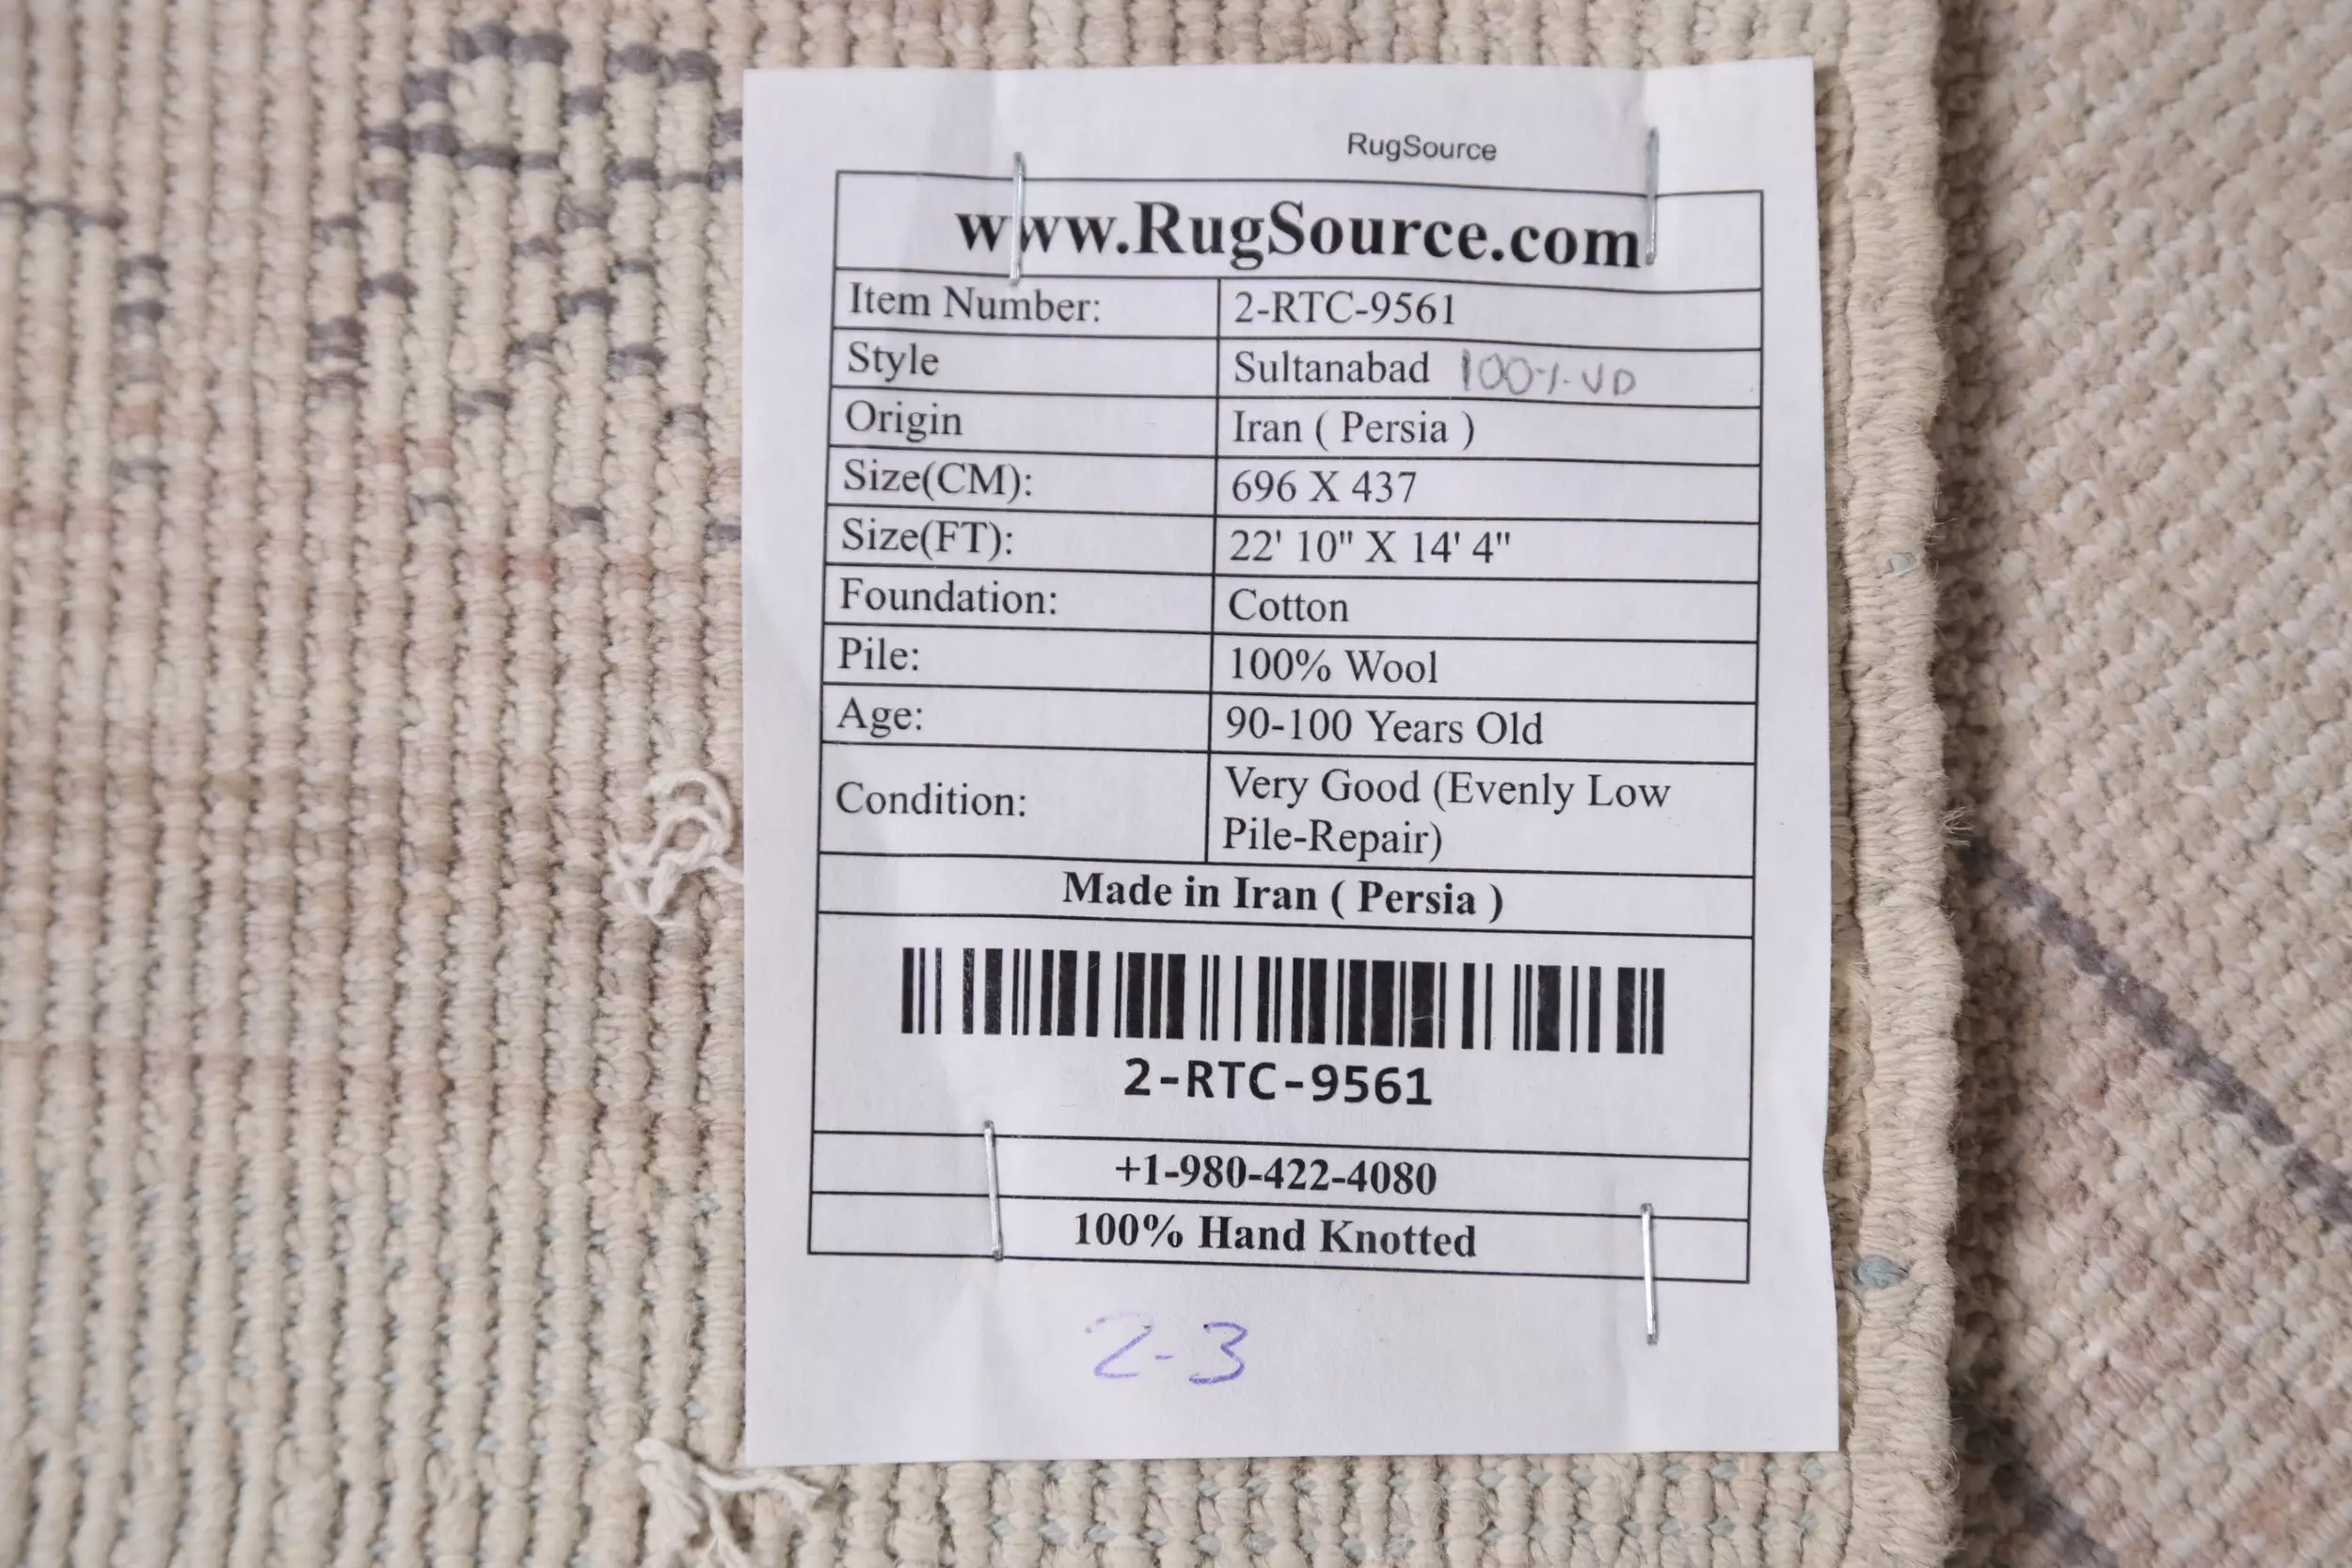 RugSource
www.RugSource.com
Item Number: 2-RTC-9561
Style Sultanabad 100% VD
Origin Iran ( Persia )
Size(CM): 696 X 437
Size(FT): 22' 10" X 14' 4"
Foundation: Cotton
Pile: 100% Wool
Age: 90-100 Years Old
Condition: Very Good (Evenly Low
Pile-Repair)
Made in Iran ( Persia )
2-RTC-9561
+1-980-422-4080
100% Hand Knotted
2-3